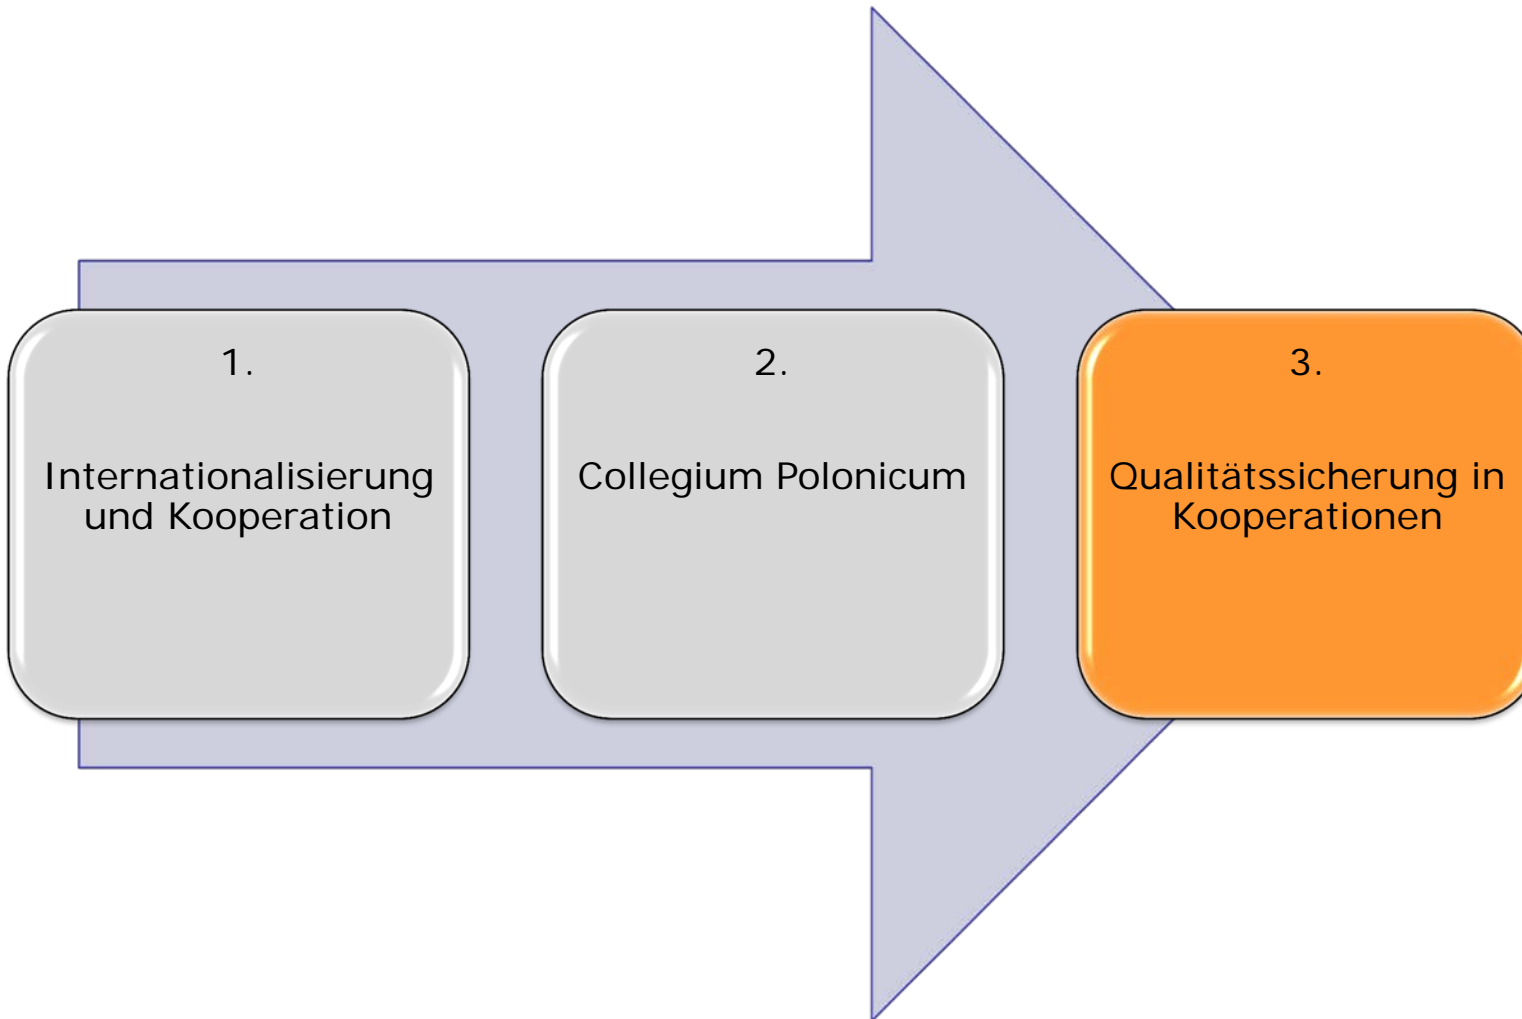 1.
Internationalisierung
und Kooperation
2.
Collegium Polonicum
3.
Qualitätssicherung in
Kooperationen